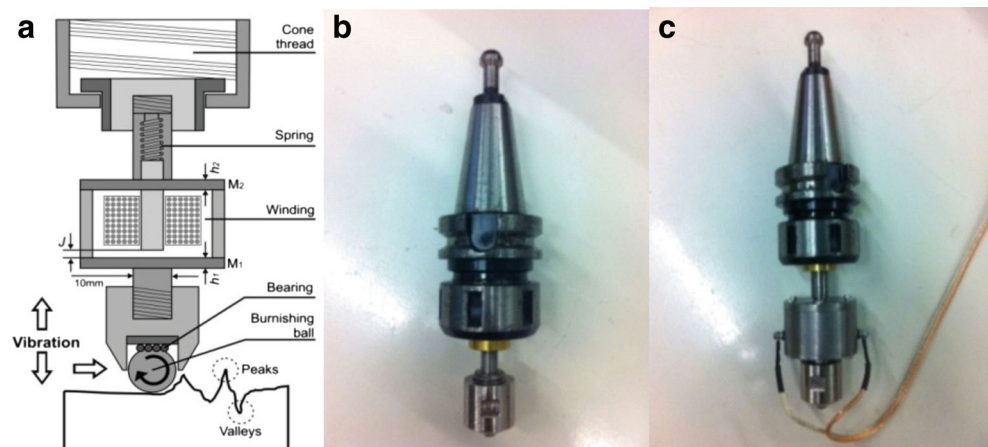 a
Cone
thread
Spring
h2
M2
Winding
J
M1
10mm
h1
Bearing
Burnishing
ball
Vibration
Peaks
Valleys
b
c